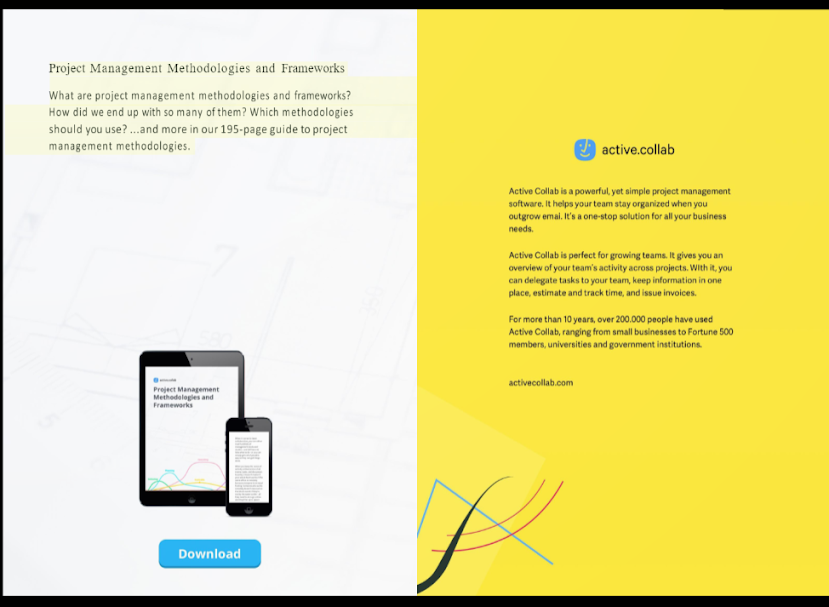 Project Management Methodologies and Frameworks
What are project management methodologies and frameworks?
How did we end up with so many of them? Which methodologies
should you use? ...and more in our 195-page guide to project
management methodologies.
Project Management
Methodologies and
Frameworks
Download
active.collab
Active Collab is a powerful, yet simple project management
software. It helps your team stay organized when you
outgrow emai. It's a one-stop solution for all your business
needs.
Active Collab is perfect for growing teams. It gives you an
overview of your team's activity across projects. With it, you
can delegate tasks to your team, keep information in one
place, estimate and track time, and issue invoices.
For more than 10 years, over 200.000 people have used
Active Collab, ranging from small businesses to Fortune 500
members, universities and government institutions.
activecollab.com